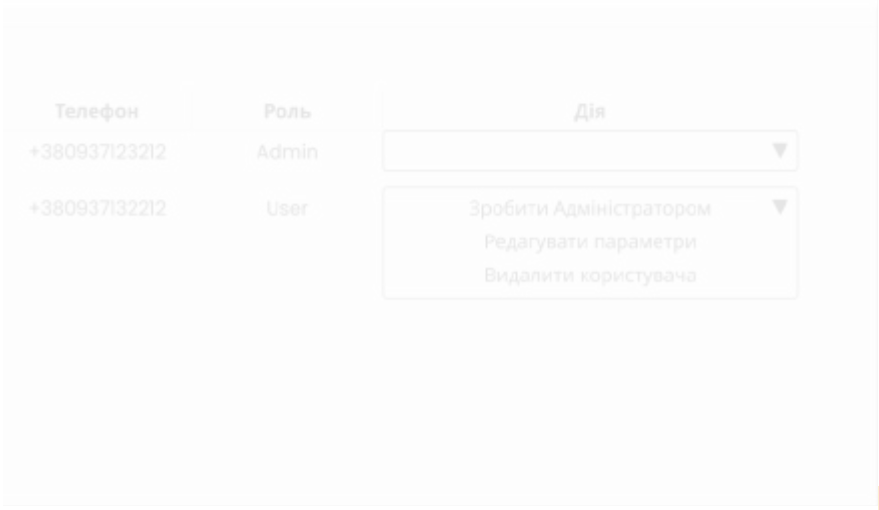 Телефон Роль Дія
+380937123212 Admin
+380937132212 User Зробити Адміністратором
Редагувати параметри
Видалити користувача